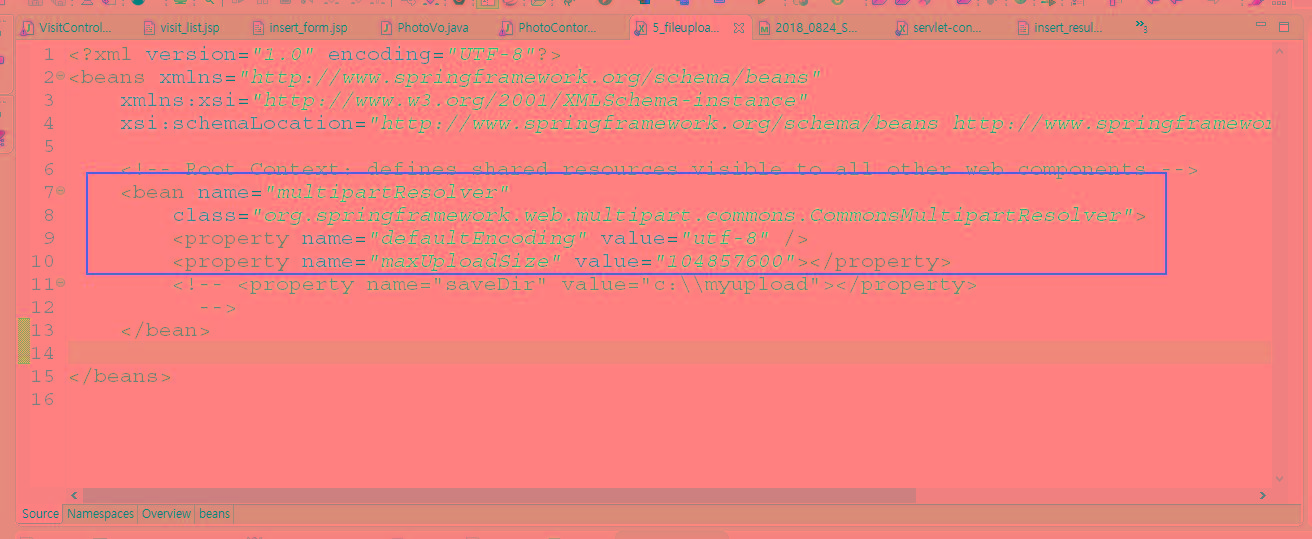 VisitControl... visit_list.jsp insert_form.jsp PhotoVo.java PhotoContor... 5_fileuploa... 2018_0824_S... servlet-con... insert_resul... »3
1 <?xml version="1.0" encoding="UTF-8"?>
2 <beans xmlns="http://www.springframework.org/schema/beans"
3 xmlns:xsi="http://www.w3.org/2001/XMLSchema-instance"
4 xsi:schemaLocation="http://www.springframework.org/schema/beans http://www.springframewor
5
6 <!-- Root Context: defines shared resources visible to all other web components -->
7 <bean name="multipartResolver"
8 class="org.springframework.web.multipart.commons.CommonsMultipartResolver">
9 <property name="defaultEncoding" value="utf-8" />
10 <property name="maxUploadSize" value="104857600"></property>
11 <!-- <property name="saveDir" value="c:\\myupload"></property>
12 -->
13 </bean>
14
15 </beans>
16
Source Namespaces Overview beans